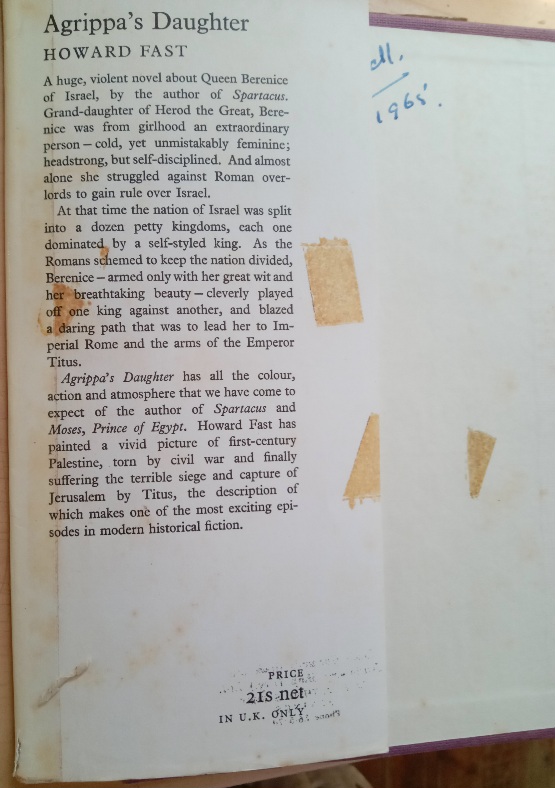 Agrippa's Daughter
HOWARD FAST
A huge, violent novel about Queen Berenice
of Israel, by the author of Spartacus.
Grand-daughter of Herod the Great, Bere-
nice was from girlhood an extraordinary
person – cold, yet unmistakably feminine;
headstrong, but self-disciplined. And almost
alone she struggled against Roman over-
lords to gain rule over Israel.
At that time the nation of Israel was split
into a dozen petty kingdoms, each one
dominated by a self-styled king. As the
Romans schemed to keep the nation divided,
Berenice – armed only with her great wit and
her breathtaking beauty – cleverly played
off one king against another, and blazed
a daring path that was to lead her to Im-
perial Rome and the arms of the Emperor
Titus.
Agrippa's Daughter has all the colour,
action and atmosphere that we have come to
expect of the author of Spartacus and
Moses, Prince of Egypt. Howard Fast has
painted a vivid picture of first-century
Palestine, torn by civil war and finally
suffering the terrible siege and capture of
Jerusalem by Titus, the description of
which makes one of the most exciting epi-
sodes in modern historical fiction.
PRICE
21s net
IN U.K. ONLY
1965.